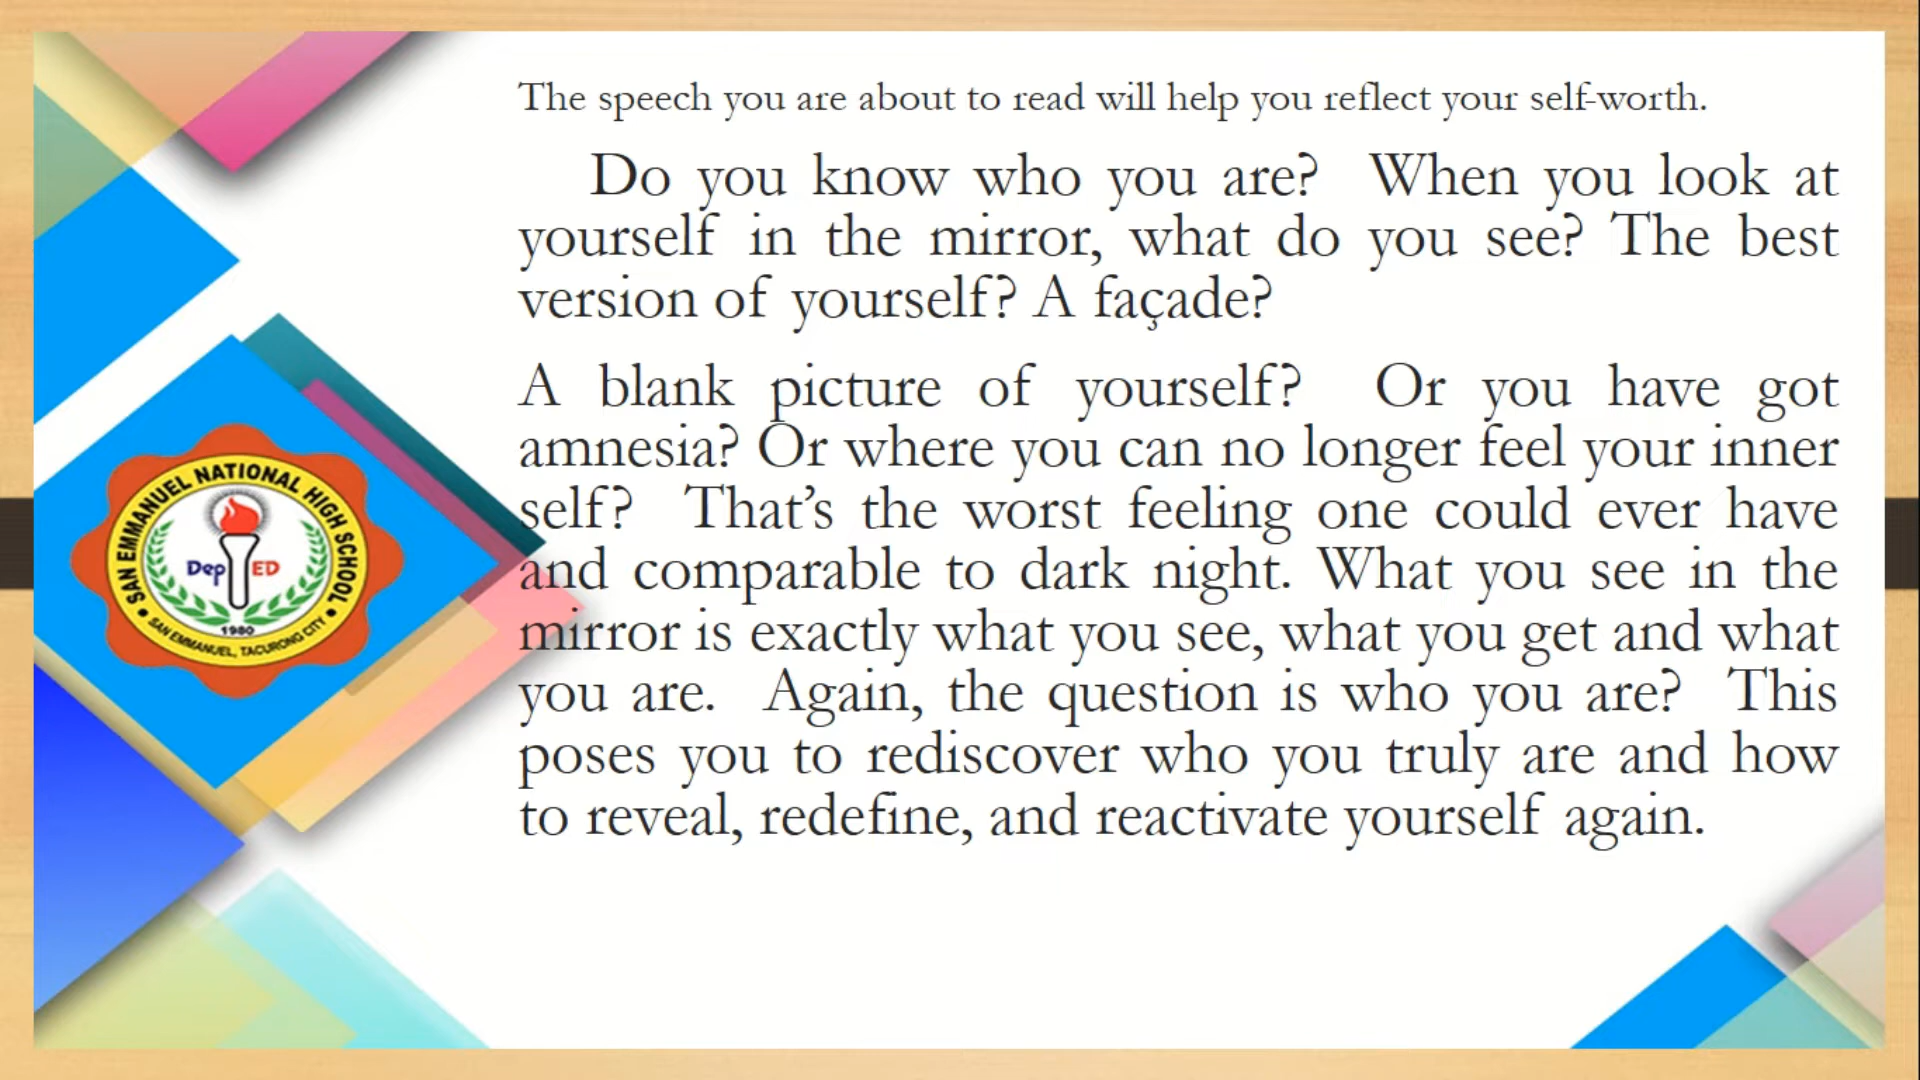 The speech you are about to read will help you reflect your self-worth.
Do you know who you are? When you look at
yourself in the mirror, what do you see? The best
version of yourself? A façade?
A blank picture of yourself? Or you have got
amnesia? Or where you can no longer feel your inner
self? That’s the worst feeling one could ever have
and comparable to dark night. What you see in the
mirror is exactly what you see, what you get and what
you are. Again, the question is who you are? This
poses you to rediscover who you truly are and how
to reveal, redefine, and reactivate yourself again.
SAN EMMANUEL NATIONAL HIGH SCHOOL
DepED
1980
SAN EMMANUEL, TACURONG CITY